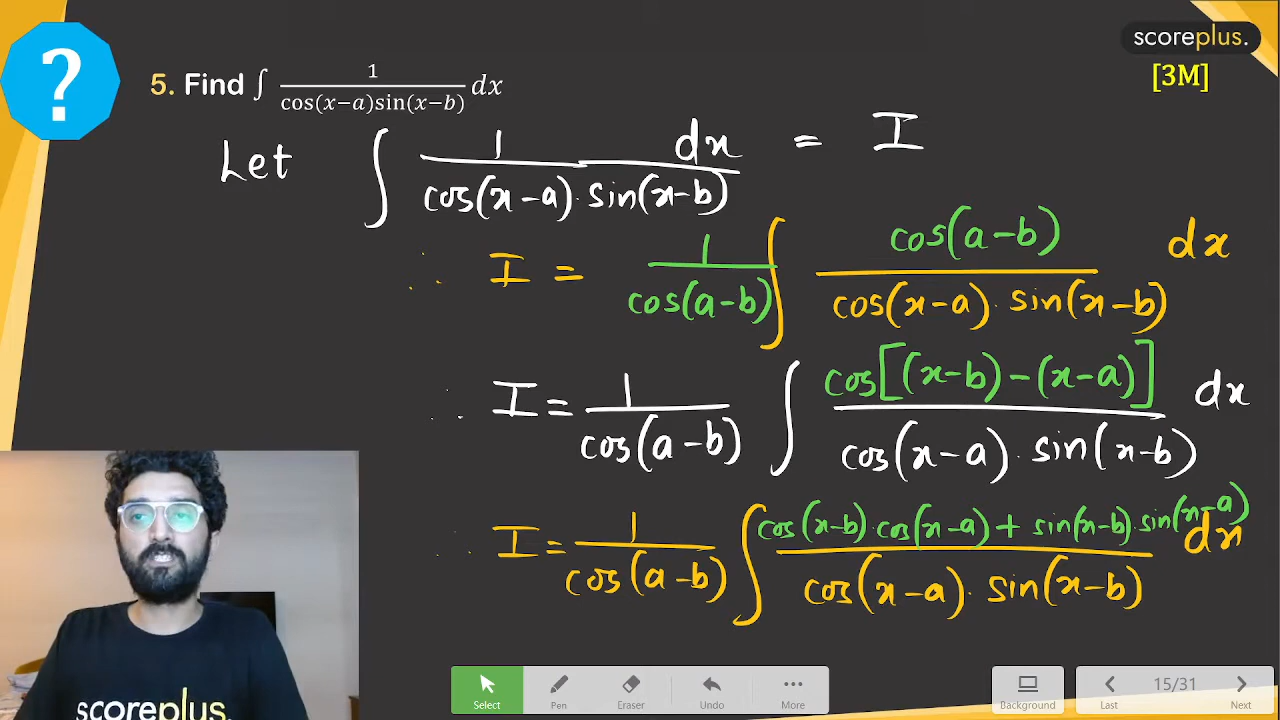 ?
scoreplus.
[3M]
5. Find ∫ 1/(cos(x−a)sin(x−b)) dx
Let ∫ 1/(cos(x−a)·sin(x−b)) dx = I
∴ I = 1/(cos(a−b)) ∫ cos(a−b)/(cos(x−a)·sin(x−b)) dx
∴ I = 1/(cos(a−b)) ∫ cos[(x−b)−(x−a)]/(cos(x−a)·sin(x−b)) dx
∴ I = 1/(cos(a−b)) ∫ (cos(x−b)·cos(x−a) + sin(x−b)·sin(x−a))/(cos(x−a)·sin(x−b)) dx
scoreplus.
Select
Pen
Eraser
Undo
More
Background
Last
15/31
Next